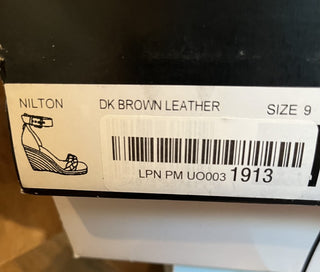 NILTON DK BROWN LEATHER SIZE 9
LPN PM UO003 1913